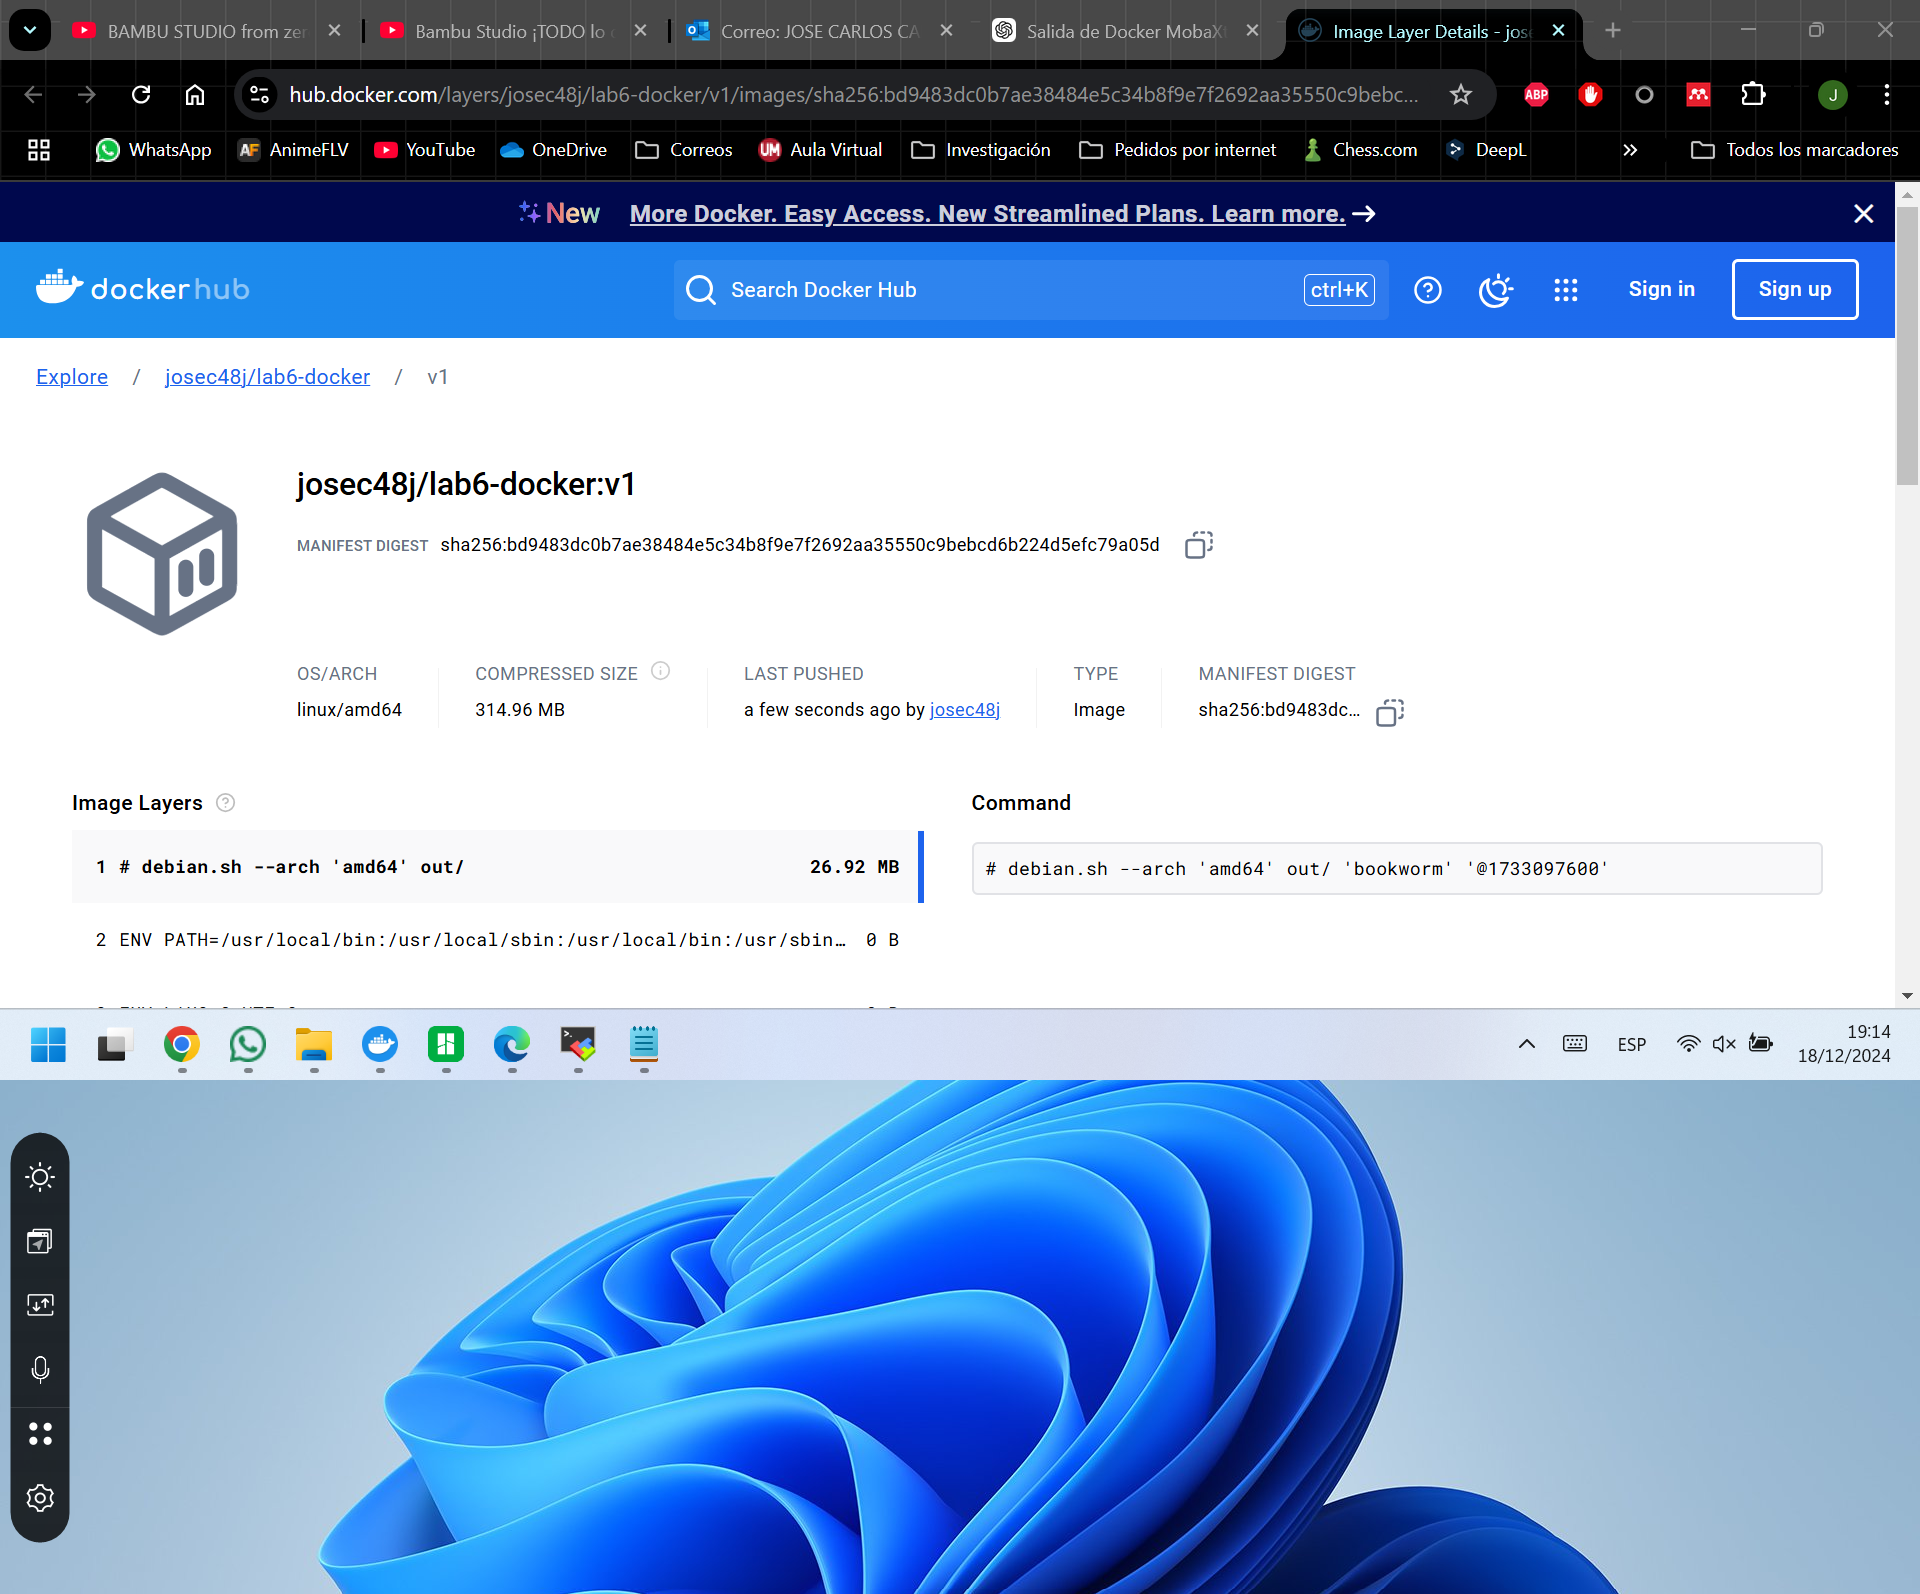 BAMBU STUDIO from zer
Bambu Studio ¡TODO lo
Correo: JOSE CARLOS CA
Salida de Docker MobaX
Image Layer Details - jos
hub.docker.com/layers/josec48j/lab6-docker/v1/images/sha256:bd9483dc0b7ae38484e5c34b8f9e7f2692aa35550c9bebc...
ABP
J
WhatsApp
AF AnimeFLV
YouTube
OneDrive
Correos
UM Aula Virtual
Investigación
Pedidos por internet
Chess.com
DeepL
Todos los marcadores
New More Docker. Easy Access. New Streamlined Plans. Learn more.
docker hub
Search Docker Hub
ctrl+K
Sign in
Sign up
Explore / josec48j/lab6-docker / v1
josec48j/lab6-docker:v1
MANIFEST DIGEST sha256:bd9483dc0b7ae38484e5c34b8f9e7f2692aa35550c9bebcd6b224d5efc79a05d
OS/ARCH
linux/amd64
COMPRESSED SIZE
314.96 MB
LAST PUSHED
a few seconds ago by josec48j
TYPE
Image
MANIFEST DIGEST
sha256:bd9483dc...
Image Layers
Command
1 # debian.sh --arch 'amd64' out/ 26.92 MB
# debian.sh --arch 'amd64' out/ 'bookworm' '@1733097600'
2 ENV PATH=/usr/local/bin:/usr/local/sbin:/usr/local/bin:/usr/sbin… 0 B
ESP
19:14
18/12/2024